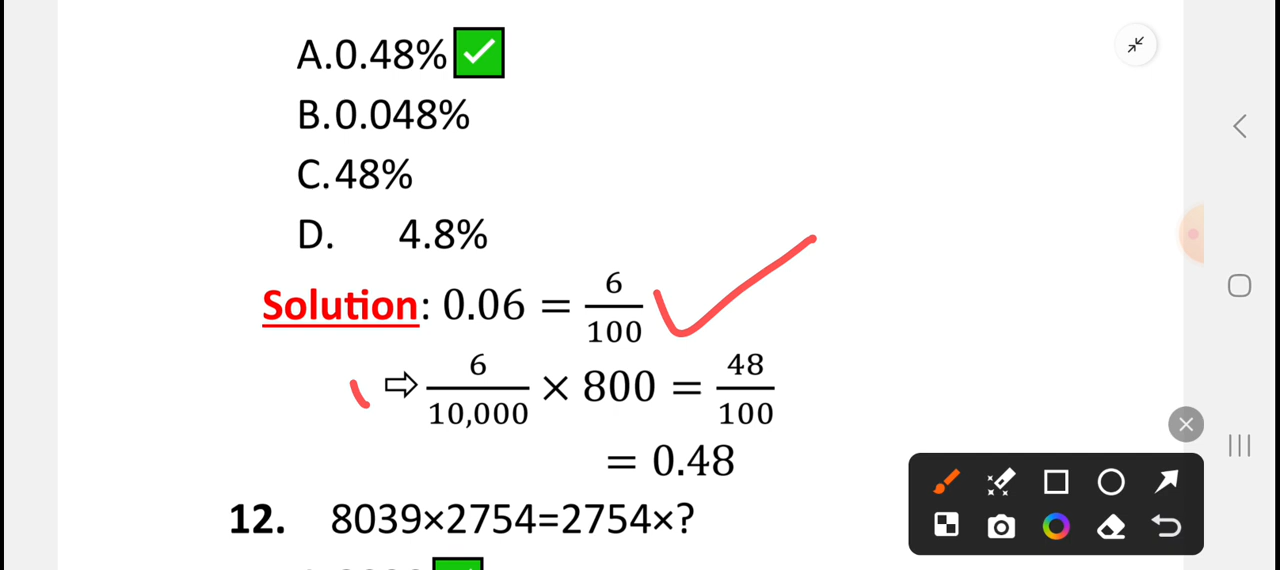 A.0.48% ✅
B.0.048%
C.48%
D. 4.8%
Solution: 0.06 = 6/100
⇨ 6/10,000 × 800 = 48/100
= 0.48
12. 8039×2754=2754×?